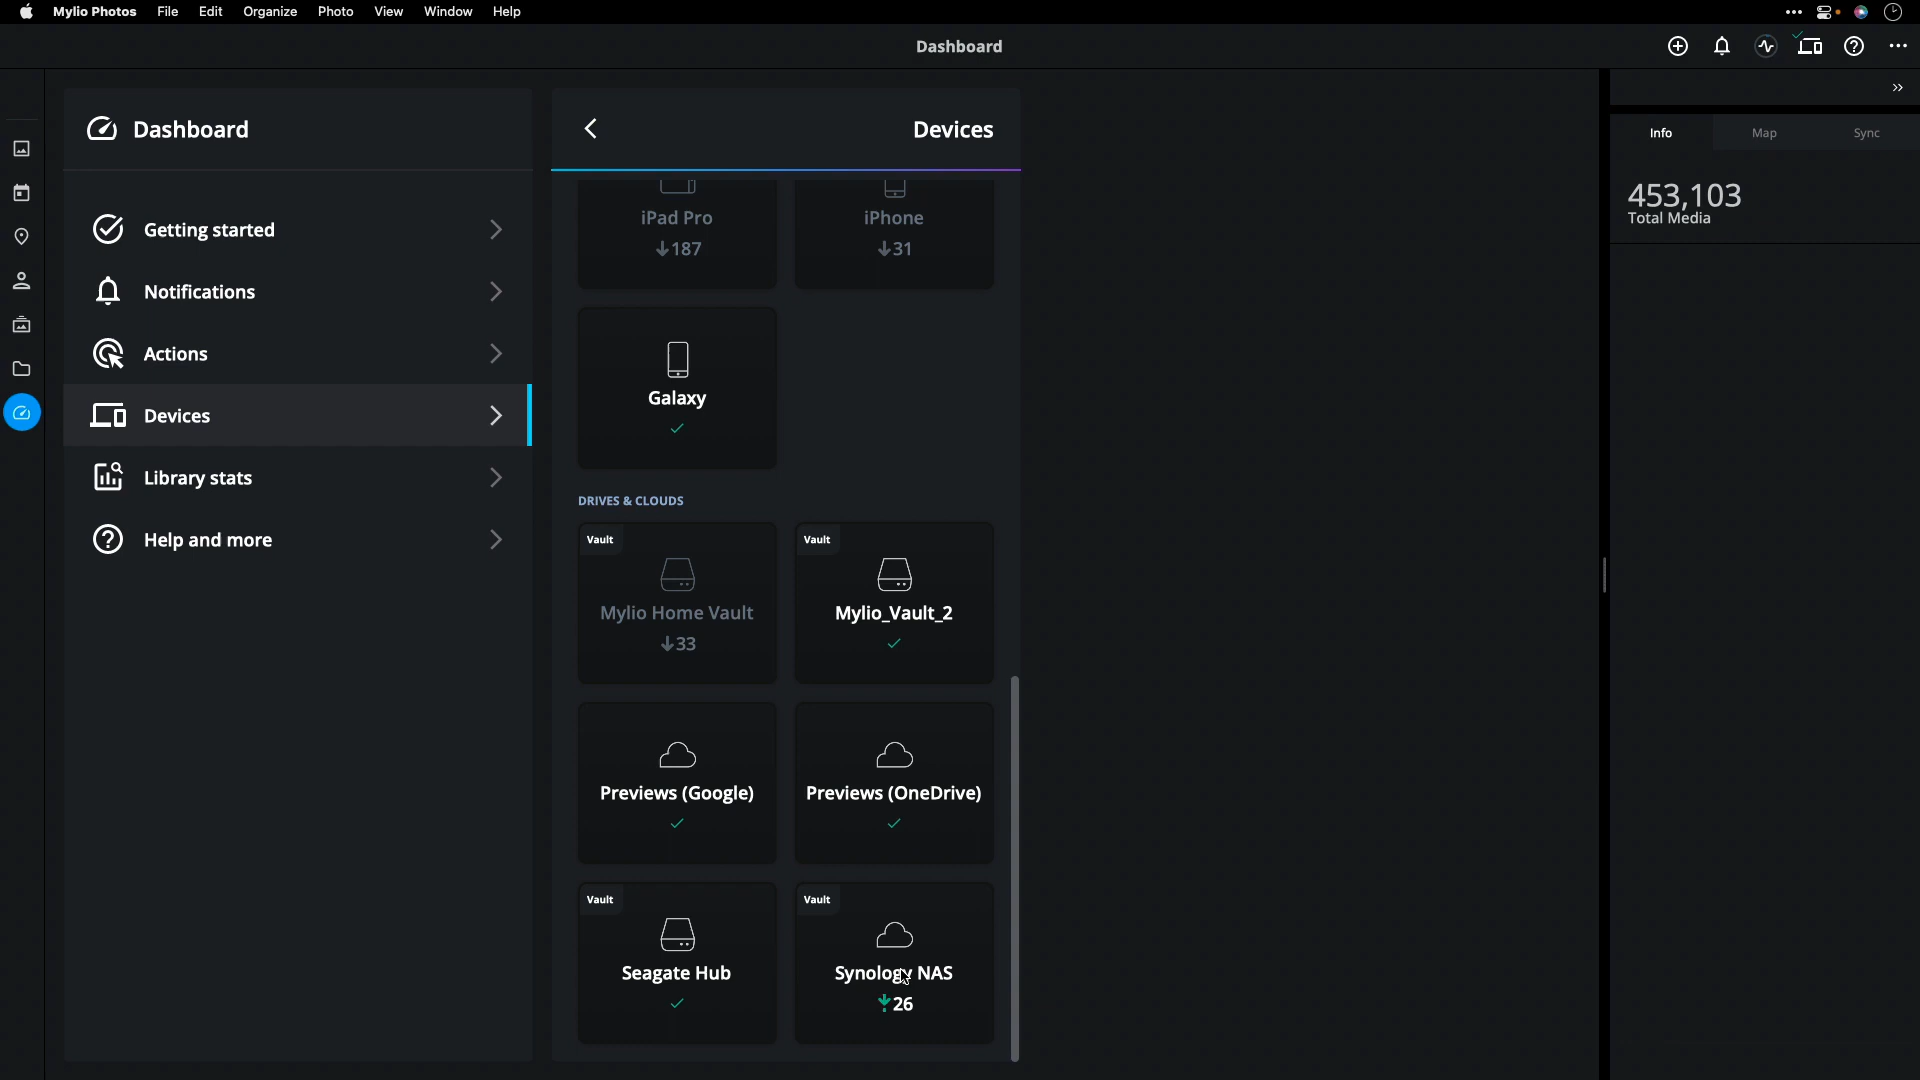 Mylio Photos File Edit Organize Photo View Window Help
Dashboard
Dashboard
Getting started
Notifications
Actions
Devices
Library stats
Help and more
Devices
iPad Pro
187
iPhone
31
Galaxy
DRIVES & CLOUDS
Vault
Mylio Home Vault
33
Vault
Mylio_Vault_2
Previews (Google)
Previews (OneDrive)
Vault
Seagate Hub
Vault
Synology NAS
26
Info Map Sync
453,103
Total Media